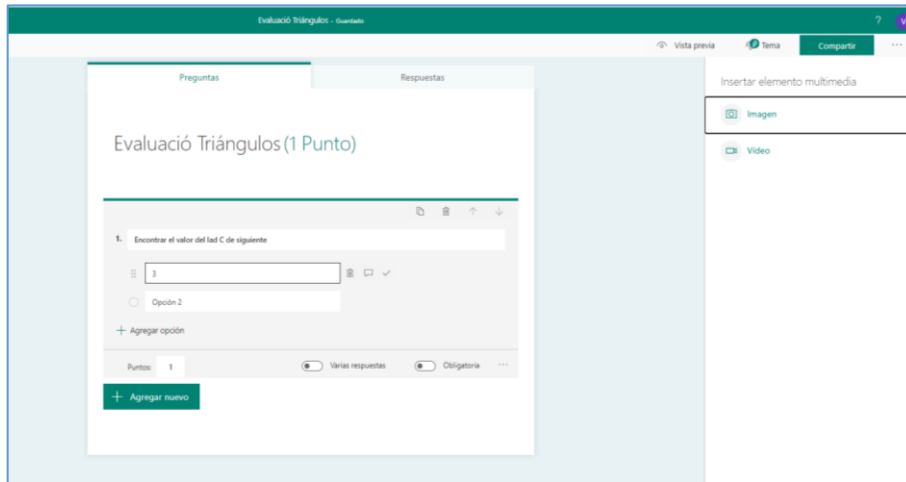 Evaluació Triángulos - Guardado
?
V
Vista previa
Tema
Compartir
...
Preguntas
Respuestas
Insertar elemento multimedia
Imagen
Vídeo
Evaluació Triángulos (1 Punto)
1. Encontrar el valor del lad C de siguiente
3
Opción 2
+ Agregar opción
Puntos: 1
Varias respuestas
Obligatoria
...
+ Agregar nuevo